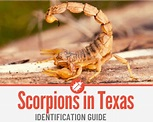 Scorpions in Texas
IDENTIFICATION GUIDE